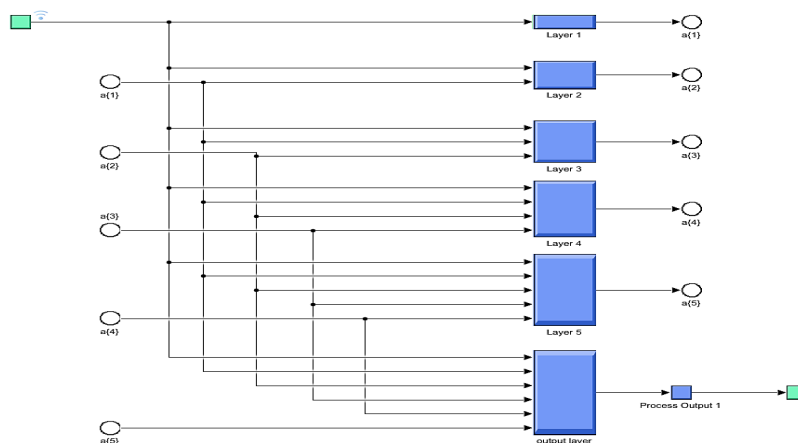 Layer 1
a{1}
a{1}
Layer 2
a{2}
a{2}
Layer 3
a{3}
a{3}
Layer 4
a{4}
a{4}
Layer 5
a{5}
Process Output 1
a{5}
output layer